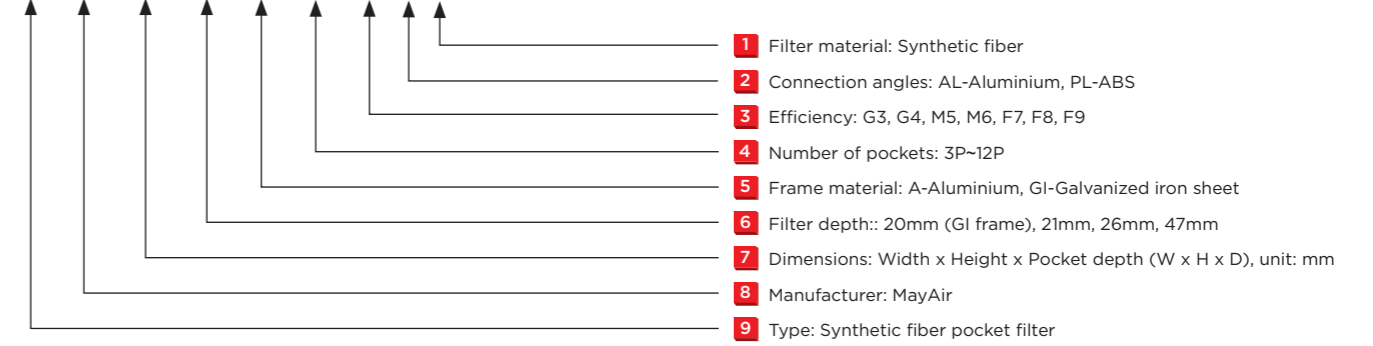 1 Filter material: Synthetic fiber
2 Connection angles: AL-Aluminium, PL-ABS
3 Efficiency: G3, G4, M5, M6, F7, F8, F9
4 Number of pockets: 3P~12P
5 Frame material: A-Aluminium, GI-Galvanized iron sheet
6 Filter depth:: 20mm (GI frame), 21mm, 26mm, 47mm
7 Dimensions: Width x Height x Pocket depth (W x H x D), unit: mm
8 Manufacturer: MayAir
9 Type: Synthetic fiber pocket filter